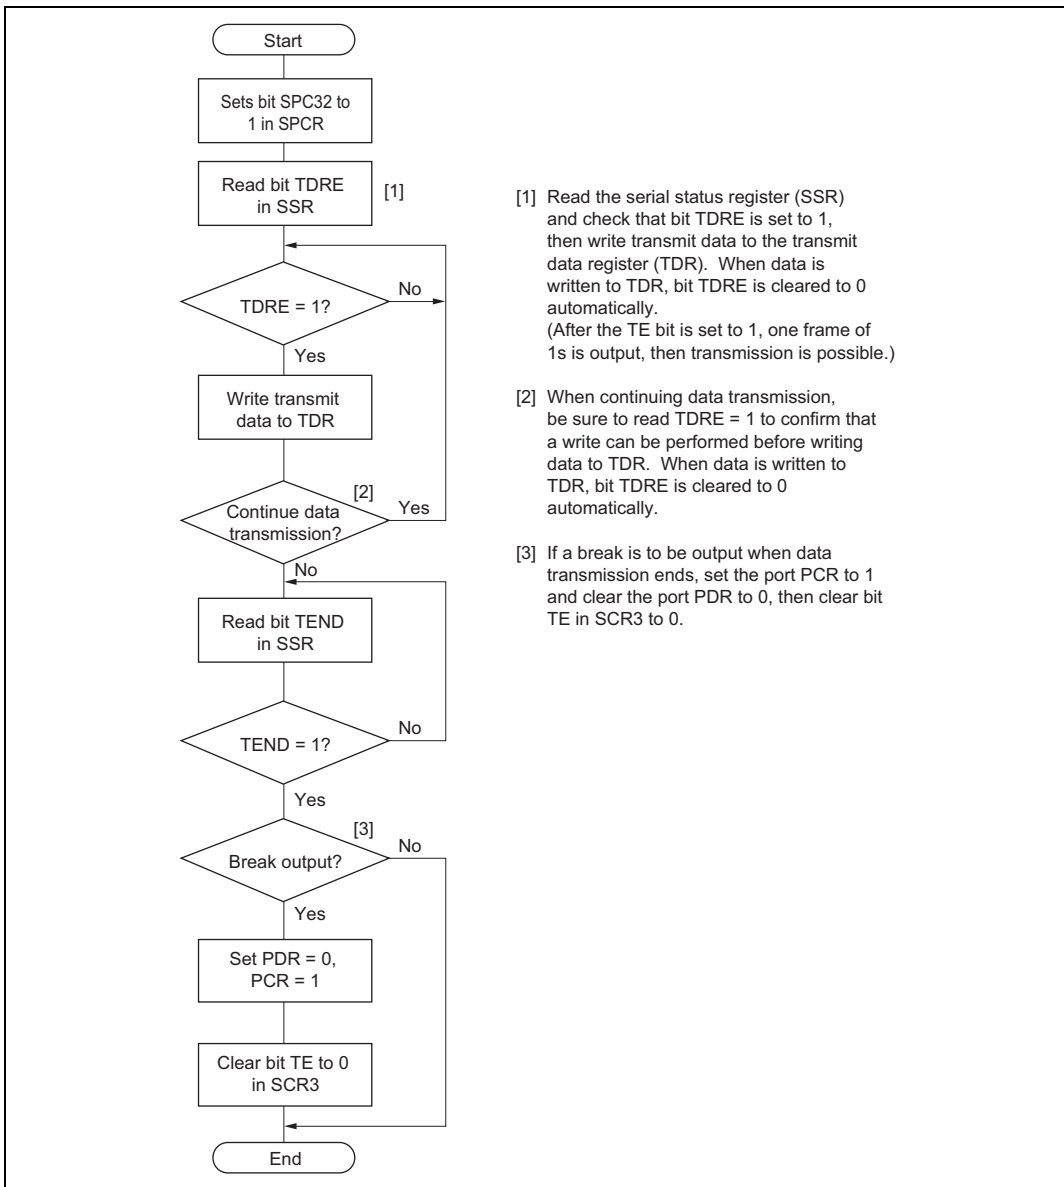 Start
Sets bit SPC32 to
1 in SPCR
Read bit TDRE
in SSR
[1]
TDRE = 1?
No
Yes
Write transmit
data to TDR
[2]
Continue data
transmission?
Yes
No
Read bit TEND
in SSR
TEND = 1?
No
Yes
[3]
Break output?
No
Yes
Set PDR = 0,
PCR = 1
Clear bit TE to 0
in SCR3
End
[1] Read the serial status register (SSR)
and check that bit TDRE is set to 1,
then write transmit data to the transmit
data register (TDR). When data is
written to TDR, bit TDRE is cleared to 0
automatically.
(After the TE bit is set to 1, one frame of
1s is output, then transmission is possible.)
[2] When continuing data transmission,
be sure to read TDRE = 1 to confirm that
a write can be performed before writing
data to TDR. When data is written to
TDR, bit TDRE is cleared to 0
automatically.
[3] If a break is to be output when data
transmission ends, set the port PCR to 1
and clear the port PDR to 0, then clear bit
TE in SCR3 to 0.